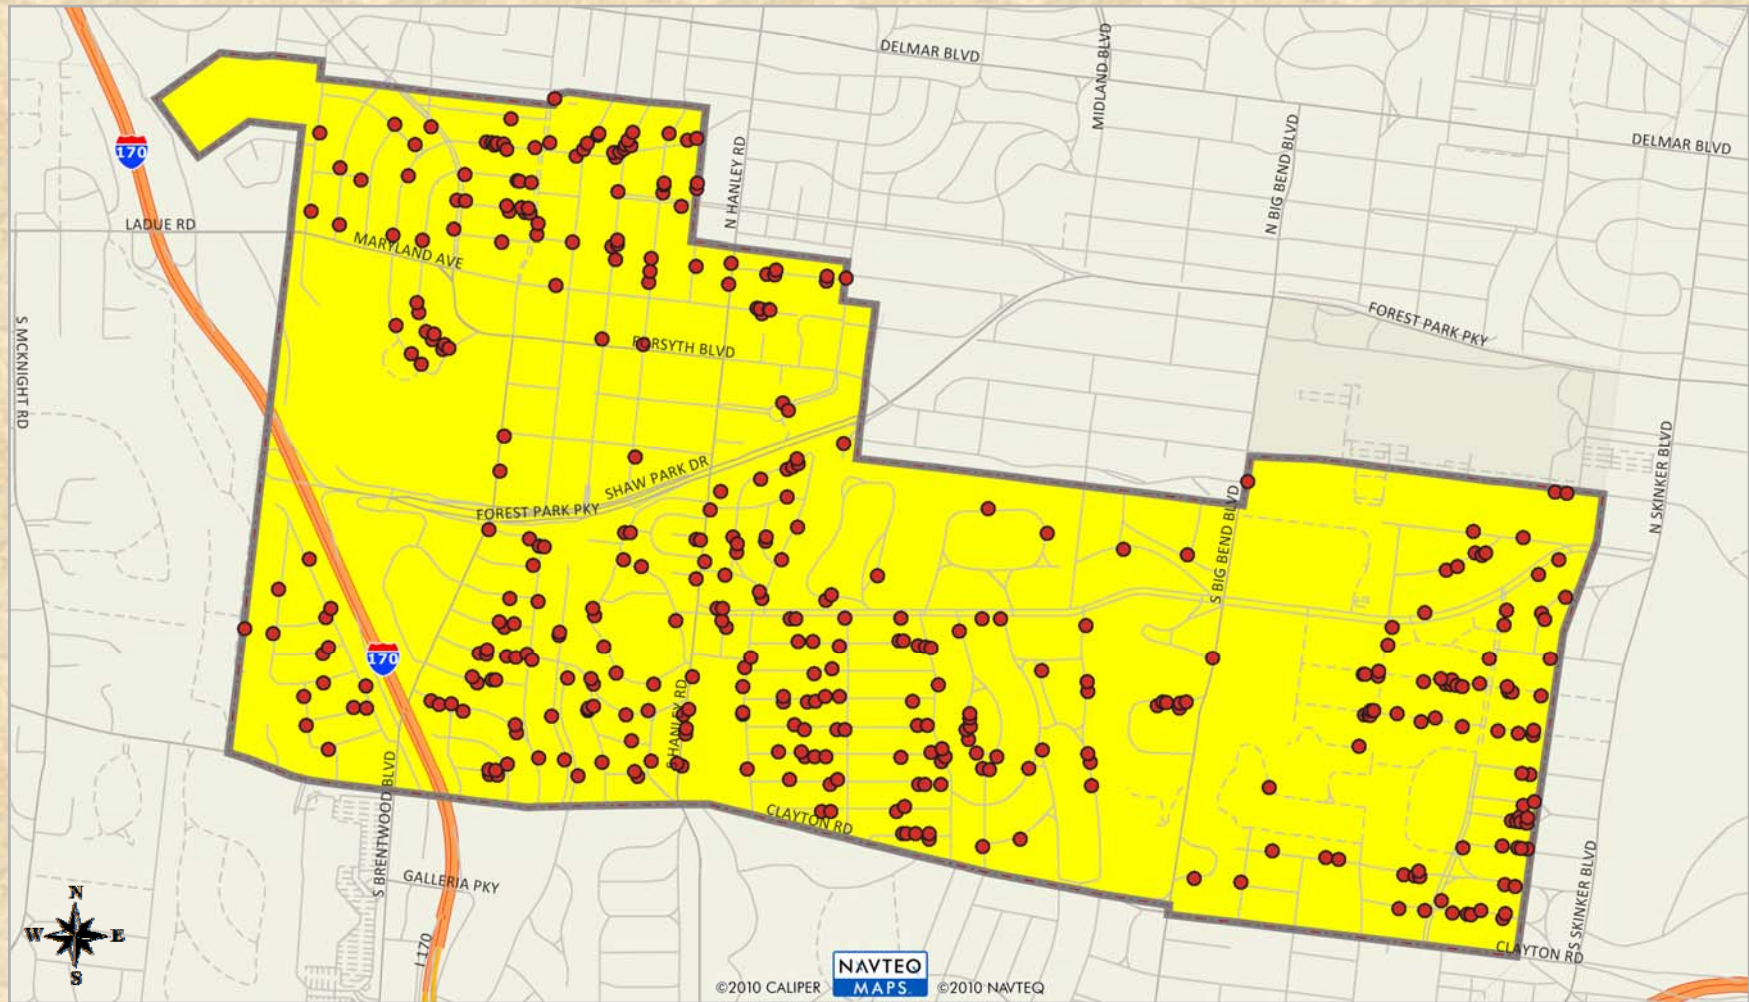 DELMAR BLVD
MIDLAND BLVD
DELMAR BLVD
170
N HANLEY RD
N BIG BEND BLVD
LADUE RD
MARYLAND AVE
S MCKNIGHT RD
FOREST PARK PKY
FORSYTH BLVD
N SKINKER BLVD
SHAW PARK DR
FOREST PARK PKY
S BIG BEND BLVD
170
S HANLEY RD
S BRENTWOOD BLVD
CLAYTON RD
GALLERIA PKY
S SKINKER BLVD
N
W E
S
I 170
CLAYTON RD
©2010 CALIPER
NAVTEQ
MAPS
©2010 NAVTEQ